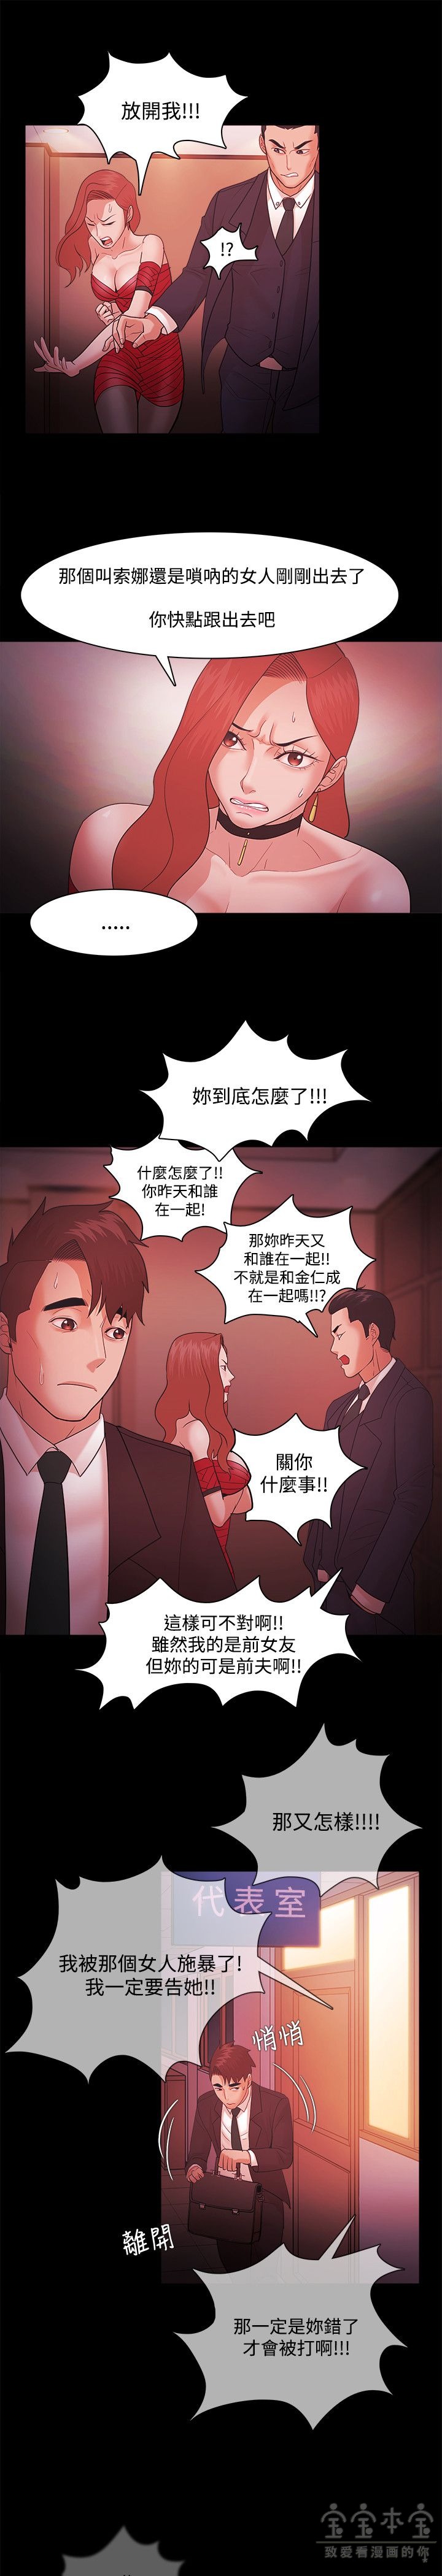 放開我!!!
!?
那個叫索娜還是嗩吶的女人剛剛出去了
你快點跟出去吧
.....
妳到底怎麼了!!!
什麼怎麼了!!
你昨天和誰
在一起!
那妳昨天又
和誰在一起!!
不就是和金仁成
在一起嗎!!?
關你
什麼事!!
這樣可不對啊!!
雖然我的是前女友
但妳的可是前夫啊!!
那又怎樣!!!!
代表室
我被那個女人施暴了!
我一定要告她!!
悄悄
離開
那一定是妳錯了
才會被打啊!!!
宝宝本宝
致爱看漫画的你